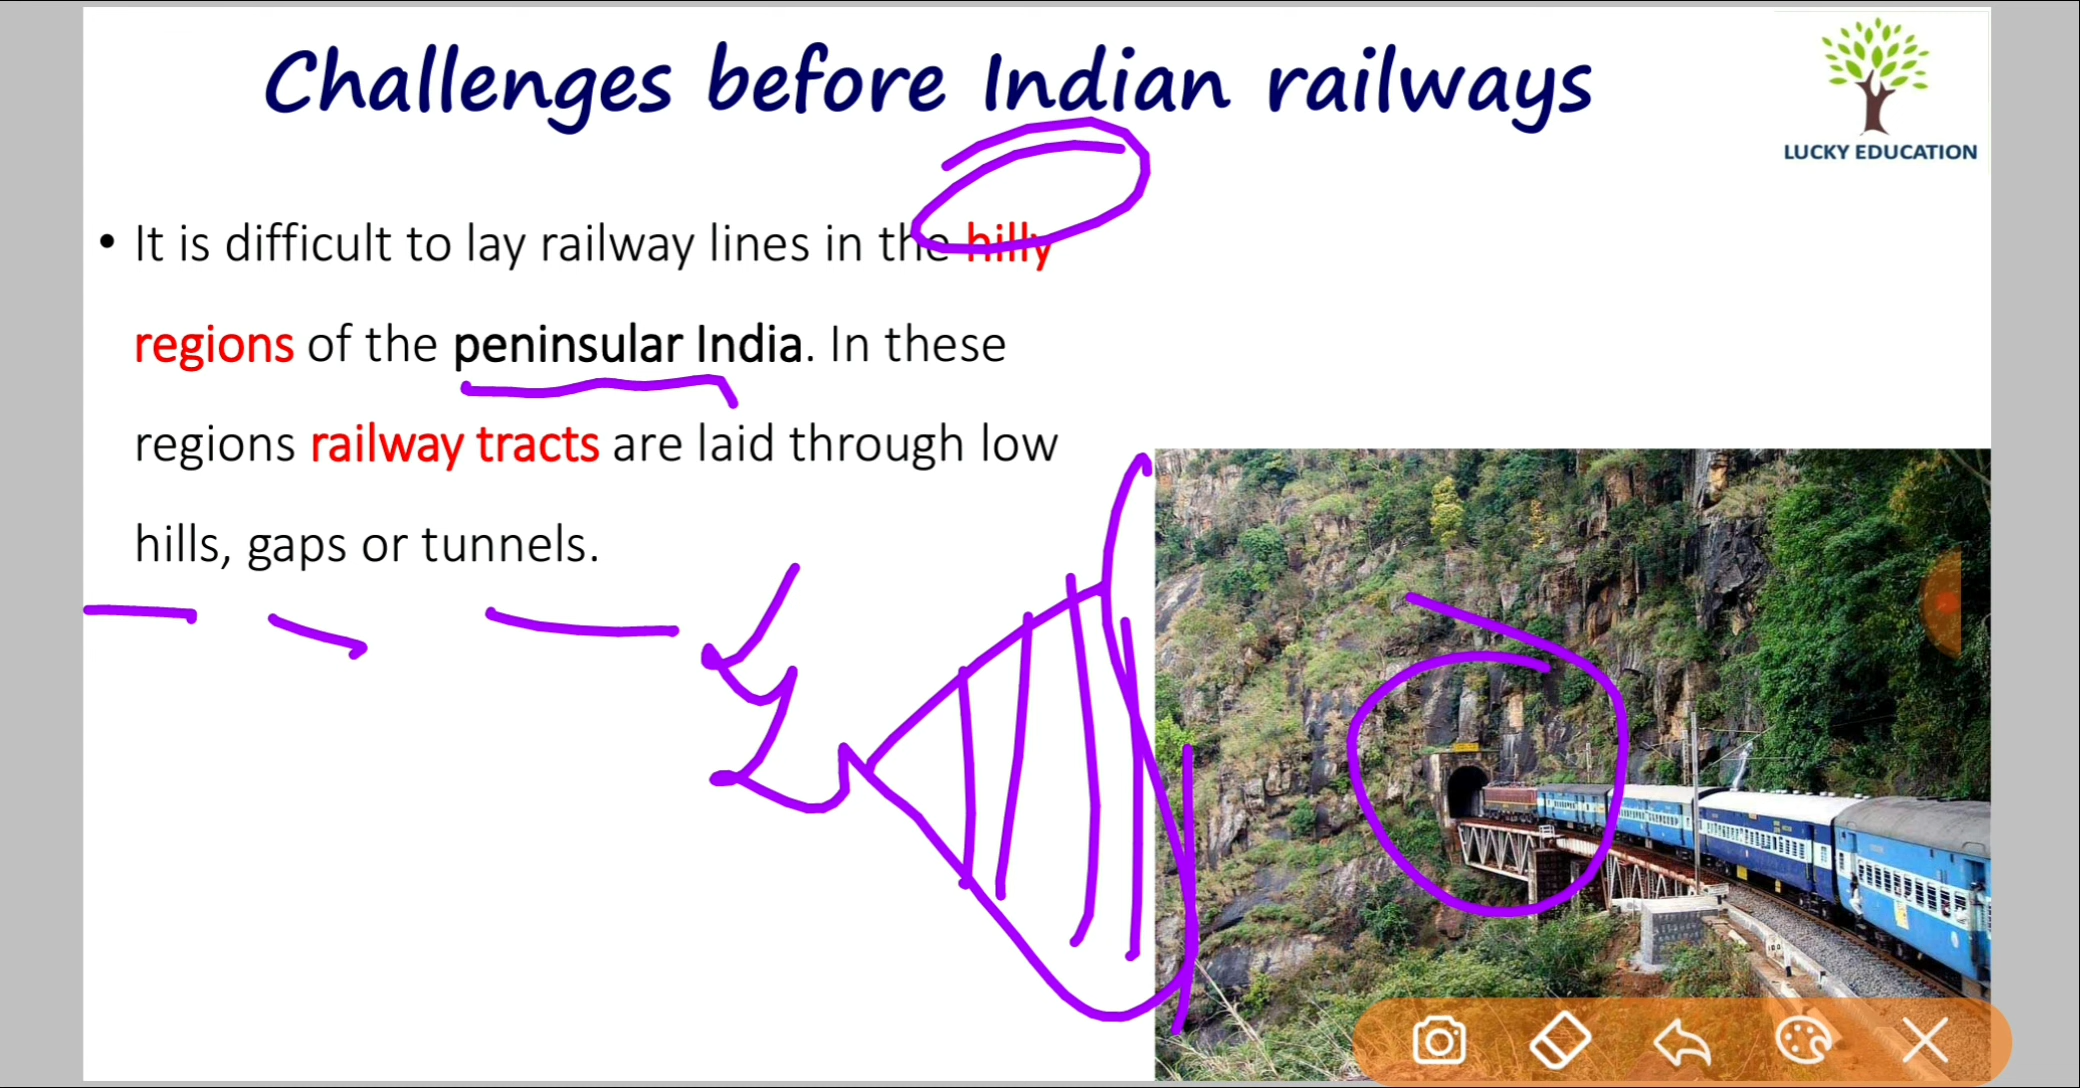 Challenges before Indian railways
LUCKY EDUCATION
• It is difficult to lay railway lines in the hilly
regions of the peninsular India. In these
regions railway tracts are laid through low
hills, gaps or tunnels.